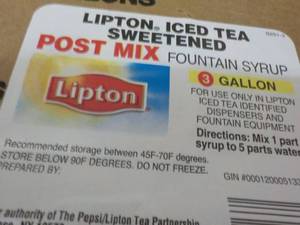 LIPTON® ICED TEA
SWEETENED
POST MIX FOUNTAIN SYRUP
3 GALLON
Lipton
FOR USE ONLY IN LIPTON
ICED TEA IDENTIFIED
DISPENSERS AND
FOUNTAIN EQUIPMENT
Directions: Mix 1 part
syrup to 5 parts water
Recommended storage between 45F-70F degrees.
STORE BELOW 90F DEGREES. DO NOT FREEZE.
PREPARED BY:
GIN #000120005133
authority of The Pepsi/Lipton Tea Partnership